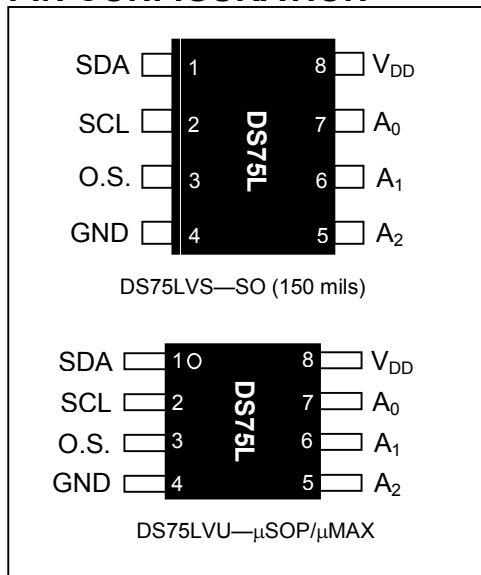 SDA 1 8 VDD
SCL 2 7 A0
O.S. 3 6 A1
GND 4 5 A2
DS75L
DS75LVS—SO (150 mils)
SDA 1 8 VDD
SCL 2 7 A0
O.S. 3 6 A1
GND 4 5 A2
DS75L
DS75LVU—μSOP/μMAX